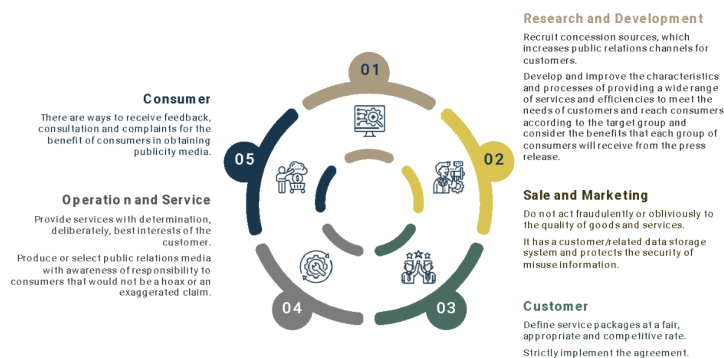 Research and Development
Recruit concession sources, which
increases public relations channels for
customers.
Develop and improve the characteristics
and processes of providing a wide range
of services and efficiencies to meet the
needs of customers and reach consumers
according to the target group and
consider the benefits that each group of
consumers will receive from the press
release.
01
Consumer
There are ways to receive feedback,
consultation and complaints for the
benefit of consumers in obtaining
publicity media.
05
02
Sale and Marketing
Do not act fraudulently or obliviously to
the quality of goods and services.
It has a customer/related data storage
system and protects the security of
misuse information.
Operation and Service
Provide services with determination,
deliberately, best interests of the
customer.
Produce or select public relations media
with awareness of responsibility to
consumers that would not be a hoax or an
exaggerated claim.
04
03
Customer
Define service packages at a fair,
appropriate and competitive rate.
Strictly implement the agreement.